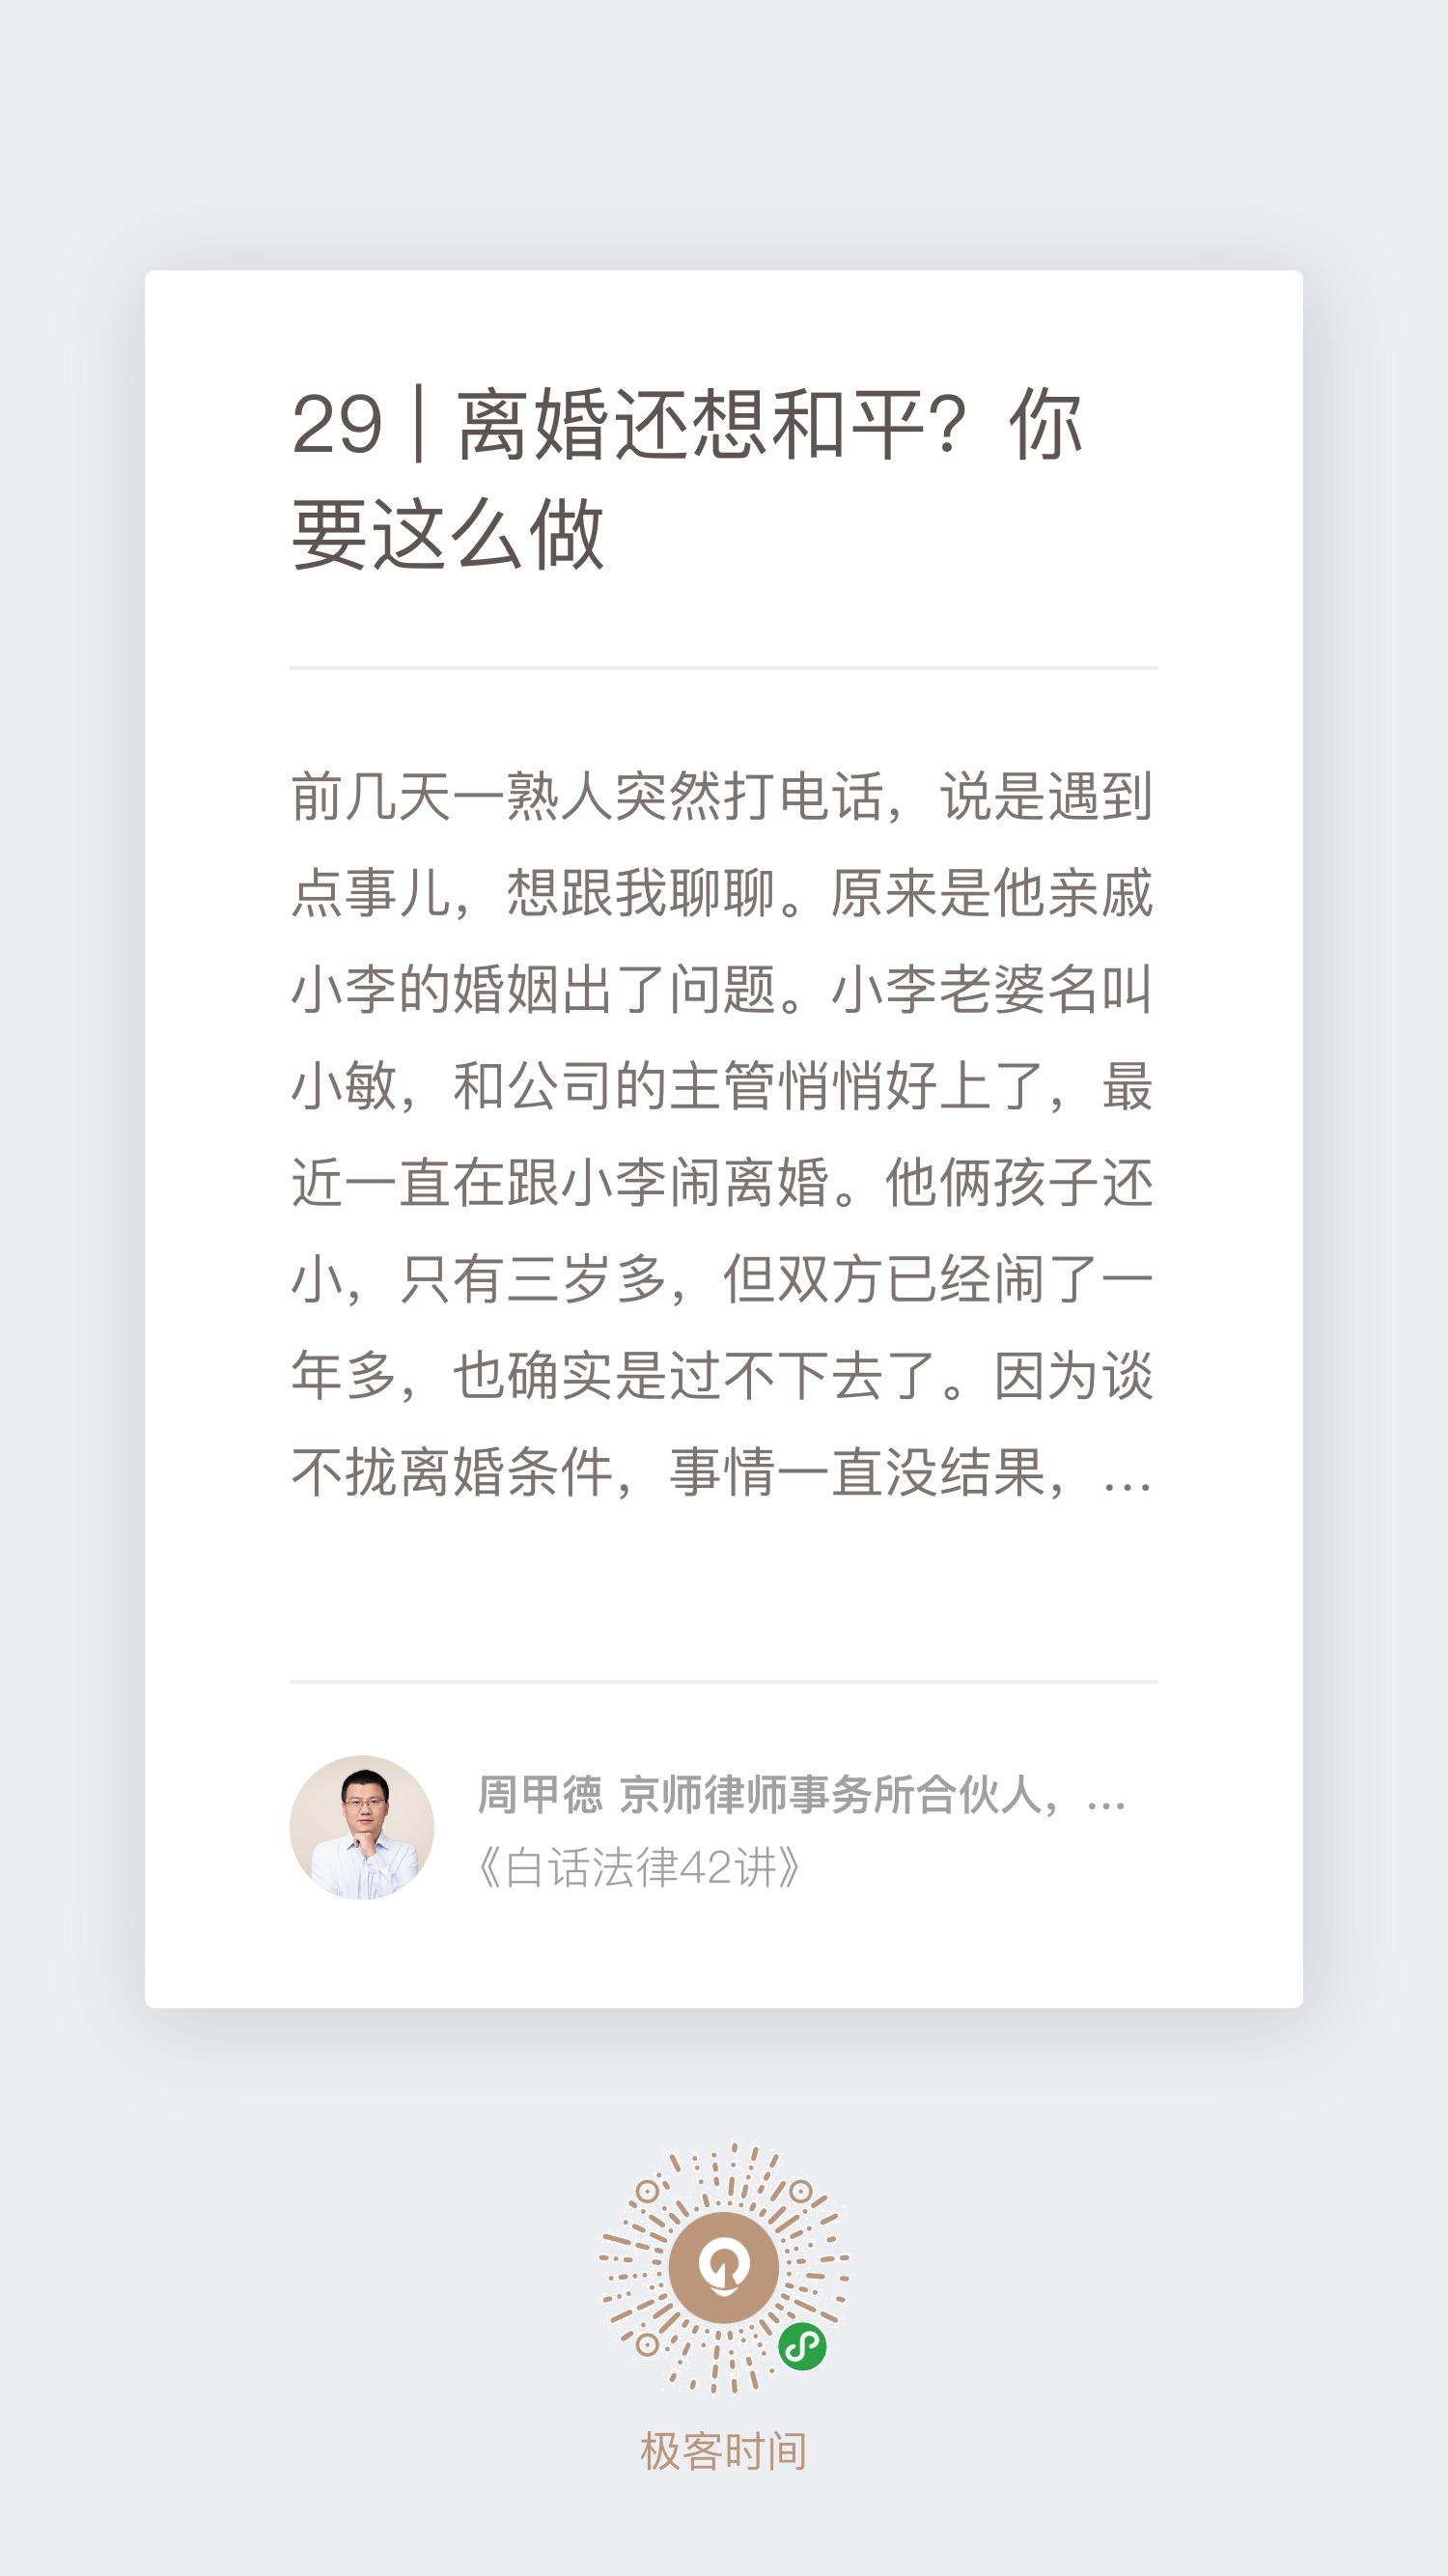 29 | 离婚还想和平？你
要这么做
前几天一熟人突然打电话，说是遇到
点事儿，想跟我聊聊。原来是他亲戚
小李的婚姻出了问题。小李老婆名叫
小敏，和公司的主管悄悄好上了，最
近一直在跟小李闹离婚。他俩孩子还
小，只有三岁多，但双方已经闹了一
年多，也确实是过不下去了。因为谈
不拢离婚条件，事情一直没结果，...
周甲徳 京师律师事务所合伙人，...
《白话法律42讲》
极客时间